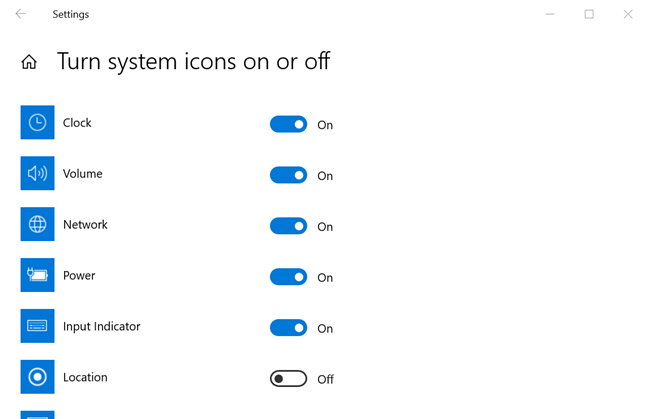 Settings
Turn system icons on or off
Clock On
Volume On
Network On
Power On
Input Indicator On
Location Off